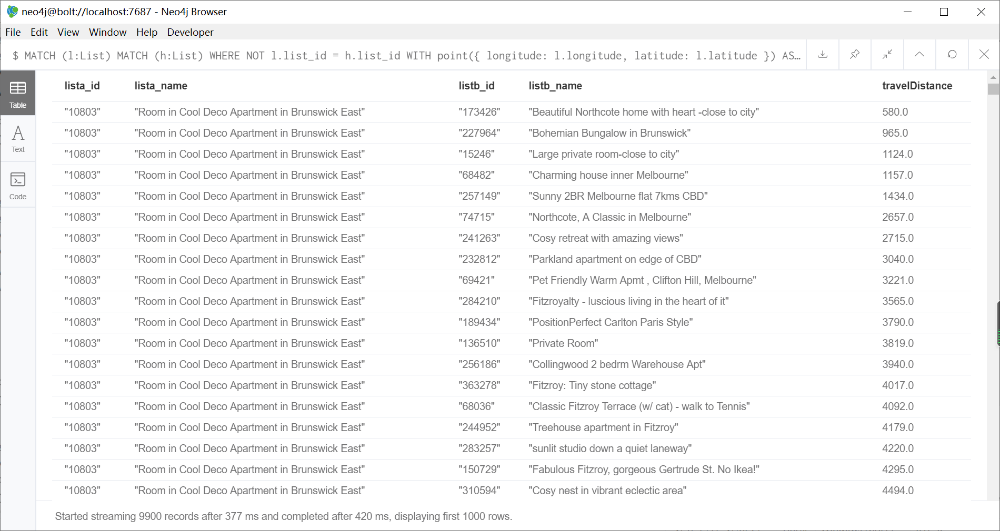 neo4j@bolt://localhost:7687 - Neo4j Browser
File Edit View Window Help Developer
$ MATCH (l:List) MATCH (h:List) WHERE NOT l.list_id = h.list_id WITH point({ longitude: l.longitude, latitude: l.latitude }) AS…
Table
Text
Code
lista_id lista_name listb_id listb_name travelDistance
"10803" "Room in Cool Deco Apartment in Brunswick East" "173426" "Beautiful Northcote home with heart -close to city" 580.0
"10803" "Room in Cool Deco Apartment in Brunswick East" "227964" "Bohemian Bungalow in Brunswick" 965.0
"10803" "Room in Cool Deco Apartment in Brunswick East" "15246" "Large private room-close to city" 1124.0
"10803" "Room in Cool Deco Apartment in Brunswick East" "68482" "Charming house inner Melbourne" 1157.0
"10803" "Room in Cool Deco Apartment in Brunswick East" "257149" "Sunny 2BR Melbourne flat 7kms CBD" 1434.0
"10803" "Room in Cool Deco Apartment in Brunswick East" "74715" "Northcote, A Classic in Melbourne" 2657.0
"10803" "Room in Cool Deco Apartment in Brunswick East" "241263" "Cosy retreat with amazing views" 2715.0
"10803" "Room in Cool Deco Apartment in Brunswick East" "232812" "Parkland apartment on edge of CBD" 3040.0
"10803" "Room in Cool Deco Apartment in Brunswick East" "69421" "Pet Friendly Warm Apmt , Clifton Hill, Melbourne" 3221.0
"10803" "Room in Cool Deco Apartment in Brunswick East" "284210" "Fitzroyalty - luscious living in the heart of it" 3565.0
"10803" "Room in Cool Deco Apartment in Brunswick East" "189434" "PositionPerfect Carlton Paris Style" 3790.0
"10803" "Room in Cool Deco Apartment in Brunswick East" "136510" "Private Room" 3819.0
"10803" "Room in Cool Deco Apartment in Brunswick East" "256186" "Collingwood 2 bedrm Warehouse Apt" 3940.0
"10803" "Room in Cool Deco Apartment in Brunswick East" "363278" "Fitzroy: Tiny stone cottage" 4017.0
"10803" "Room in Cool Deco Apartment in Brunswick East" "68036" "Classic Fitzroy Terrace (w/ cat) - walk to Tennis" 4092.0
"10803" "Room in Cool Deco Apartment in Brunswick East" "244952" "Treehouse apartment in Fitzroy" 4179.0
"10803" "Room in Cool Deco Apartment in Brunswick East" "283257" "sunlit studio down a quiet laneway" 4220.0
"10803" "Room in Cool Deco Apartment in Brunswick East" "150729" "Fabulous Fitzroy, gorgeous Gertrude St. No Ikea!" 4295.0
"10803" "Room in Cool Deco Apartment in Brunswick East" "310594" "Cosy nest in vibrant eclectic area" 4494.0
Started streaming 9900 records after 377 ms and completed after 420 ms, displaying first 1000 rows.